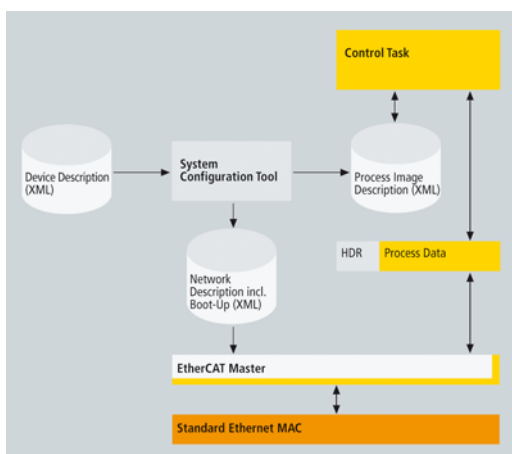 Control Task
System
Configuration Tool
Device Description
(XML)
Process Image
Description (XML)
HDR
Process Data
Network
Description incl.
Boot-Up (XML)
EtherCAT Master
Standard Ethernet MAC